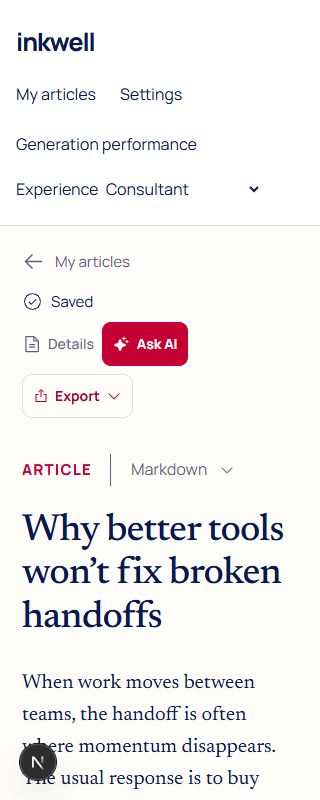 inkwell
My articles Settings
Generation performance
Experience Consultant
My articles
Saved
Details Ask AI
Export
ARTICLE Markdown
Why better tools
won’t fix broken
handoffs
When work moves between
teams, the handoff is often
where momentum disappears.
The usual response is to buy
N